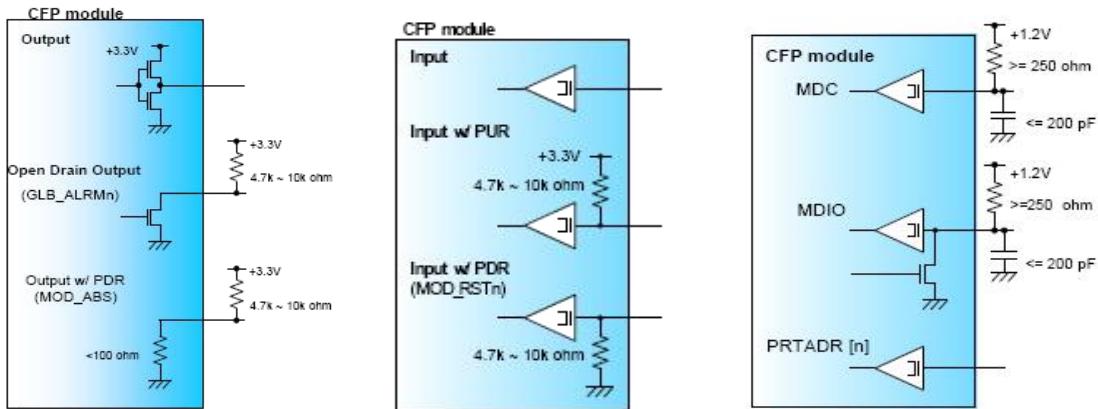 CFP module
Output
+3.3V
Open Drain Output
(GLB_ALRMn)
+3.3V
4.7k ~ 10k ohm
Output w/ PDR
(MOD_ABS)
+3.3V
4.7k ~ 10k ohm
<100 ohm
CFP module
Input
Input w/ PUR
+3.3V
4.7k ~ 10k ohm
Input w/ PDR
(MOD_RSTn)
4.7k ~ 10k ohm
CFP module
+1.2V
>= 250 ohm
MDC
<= 200 pF
+1.2V
>=250 ohm
MDIO
<= 200 pF
PRTADR [n]